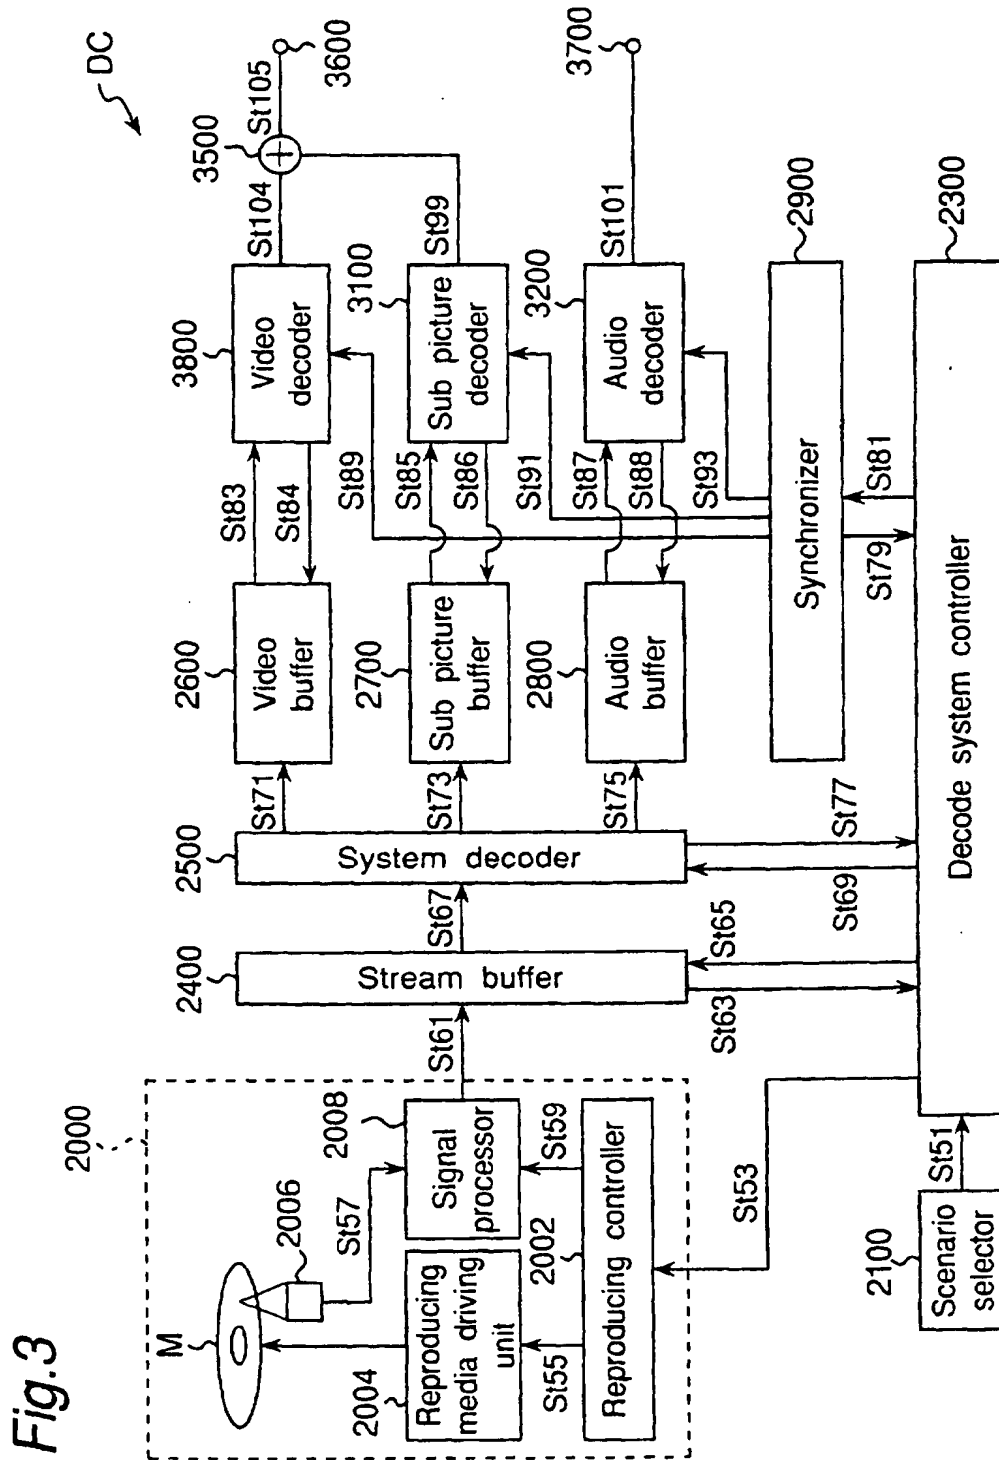 Fig.3
DC
2000
M
2006
St57
2004
Reproducing
media driving
unit
2008
Signal
processor
St55
St59
2002
Reproducing controller
St53
2100
Scenario
selector
St51
St61
2400
Stream buffer
St63
St65
St67
2500
System decoder
St69
St77
St71
St73
St75
2600
Video
buffer
2700
Sub picture
buffer
2800
Audio
buffer
St83
St84
St89
St85
St86
St91
St87
St88
St93
3800
Video
decoder
3100
Sub picture
decoder
3200
Audio
decoder
St104
3500
St105
3600
St99
St101
3700
2900
Synchronizer
St79
St81
2300
Decode system controller